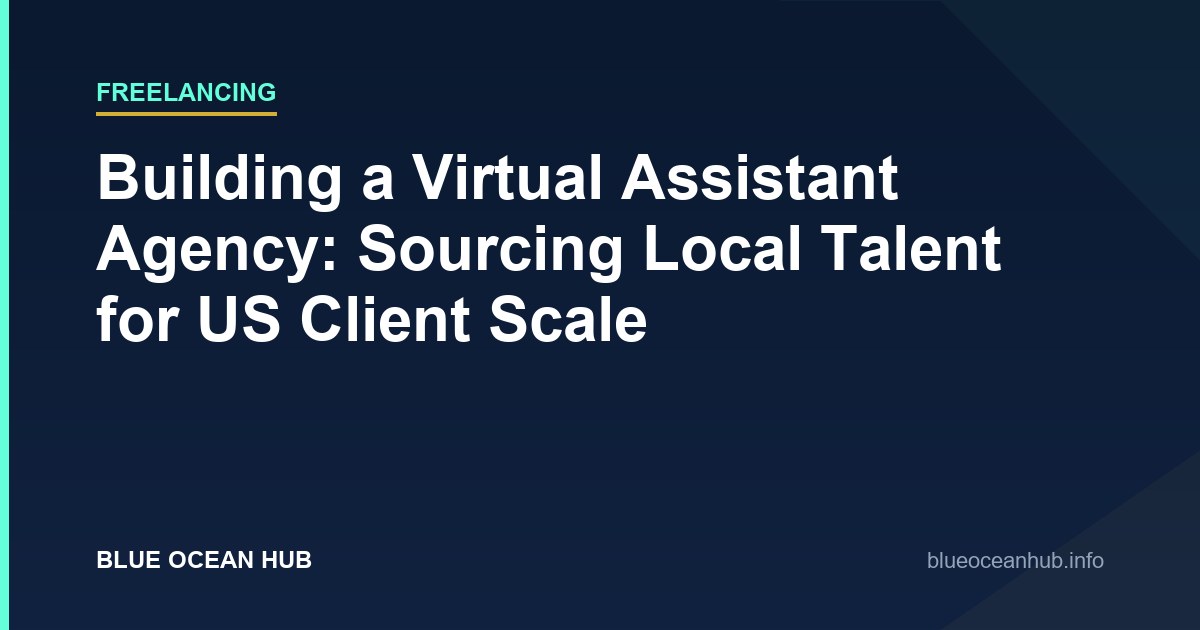 FREELANCING
Building a Virtual Assistant
Agency: Sourcing Local Talent
for US Client Scale
BLUE OCEAN HUB
blueoceanhub.info